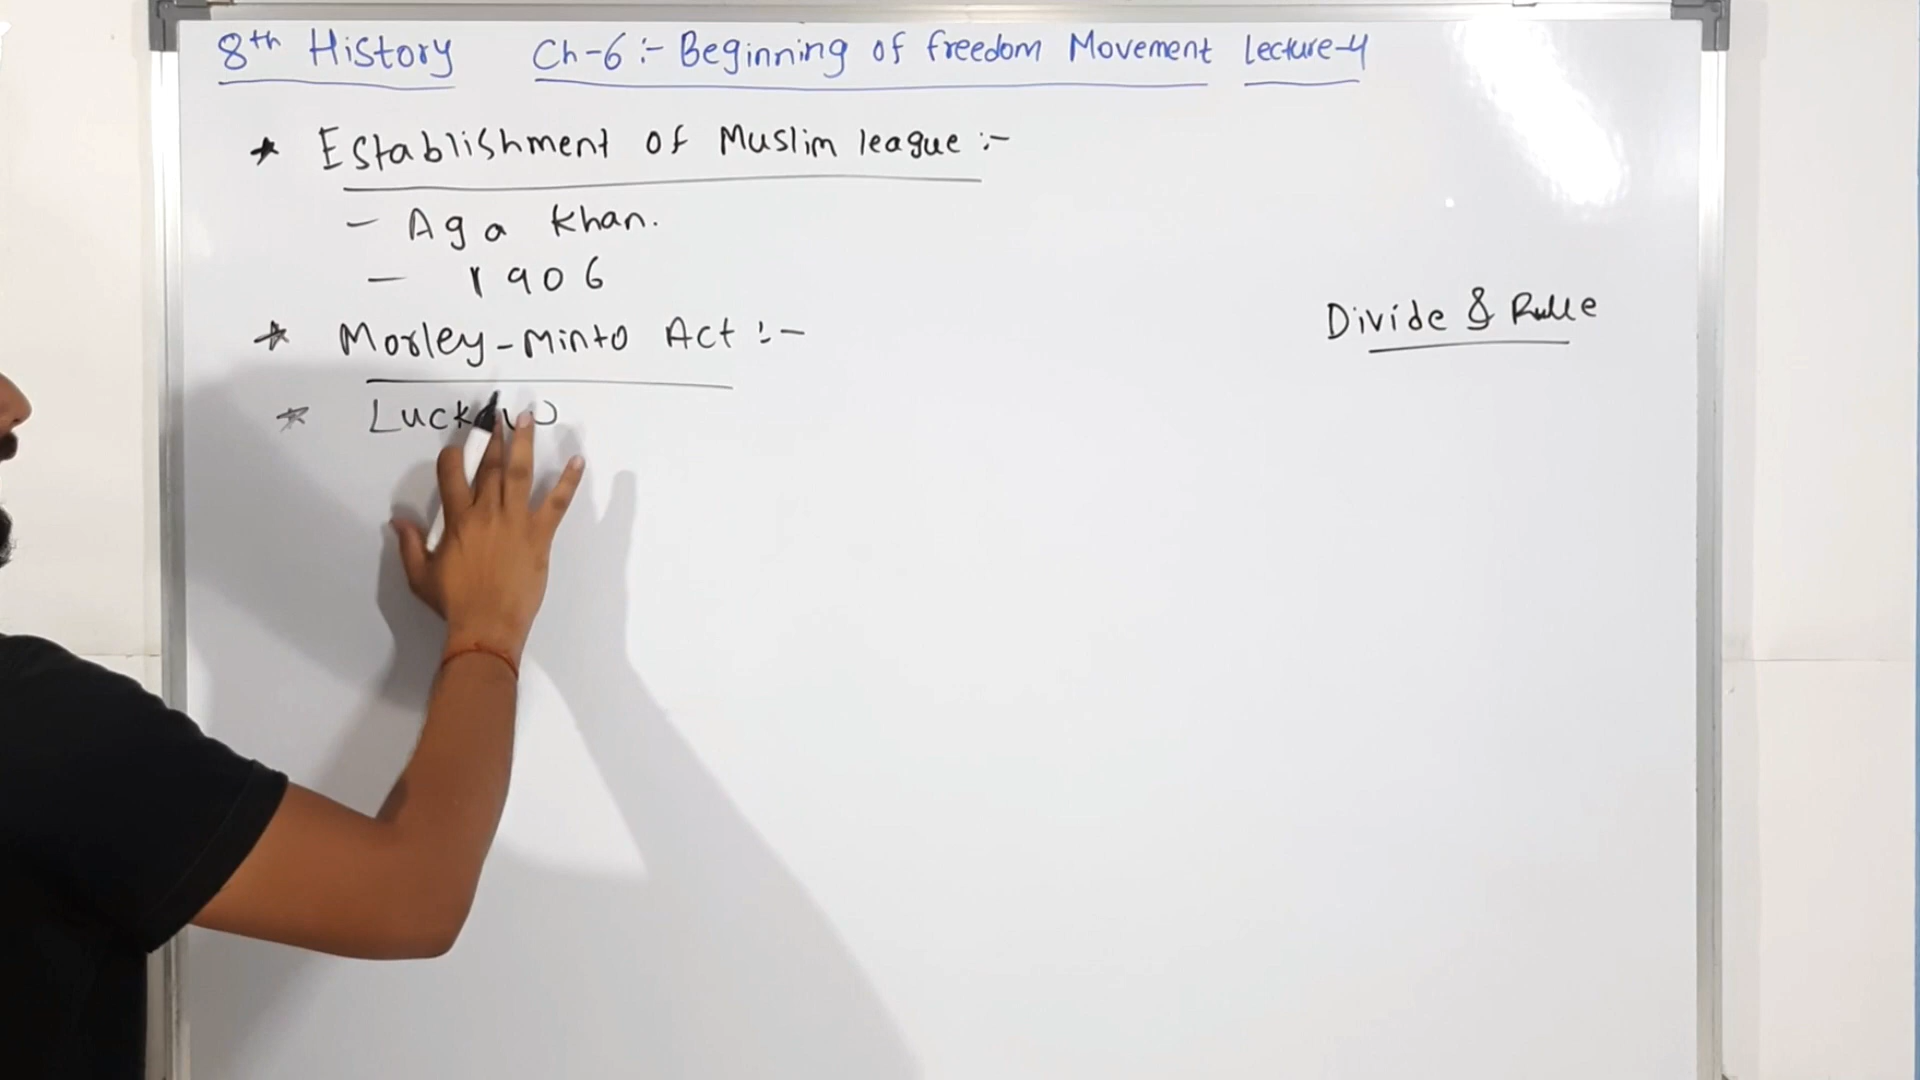 8th History Ch-6:- Beginning of freedom Movement Lecture-4
* Establishment of Muslim league :-
- Aga Khan.
- 1906
* Morley-Minto Act :-
Divide & Rulle
*